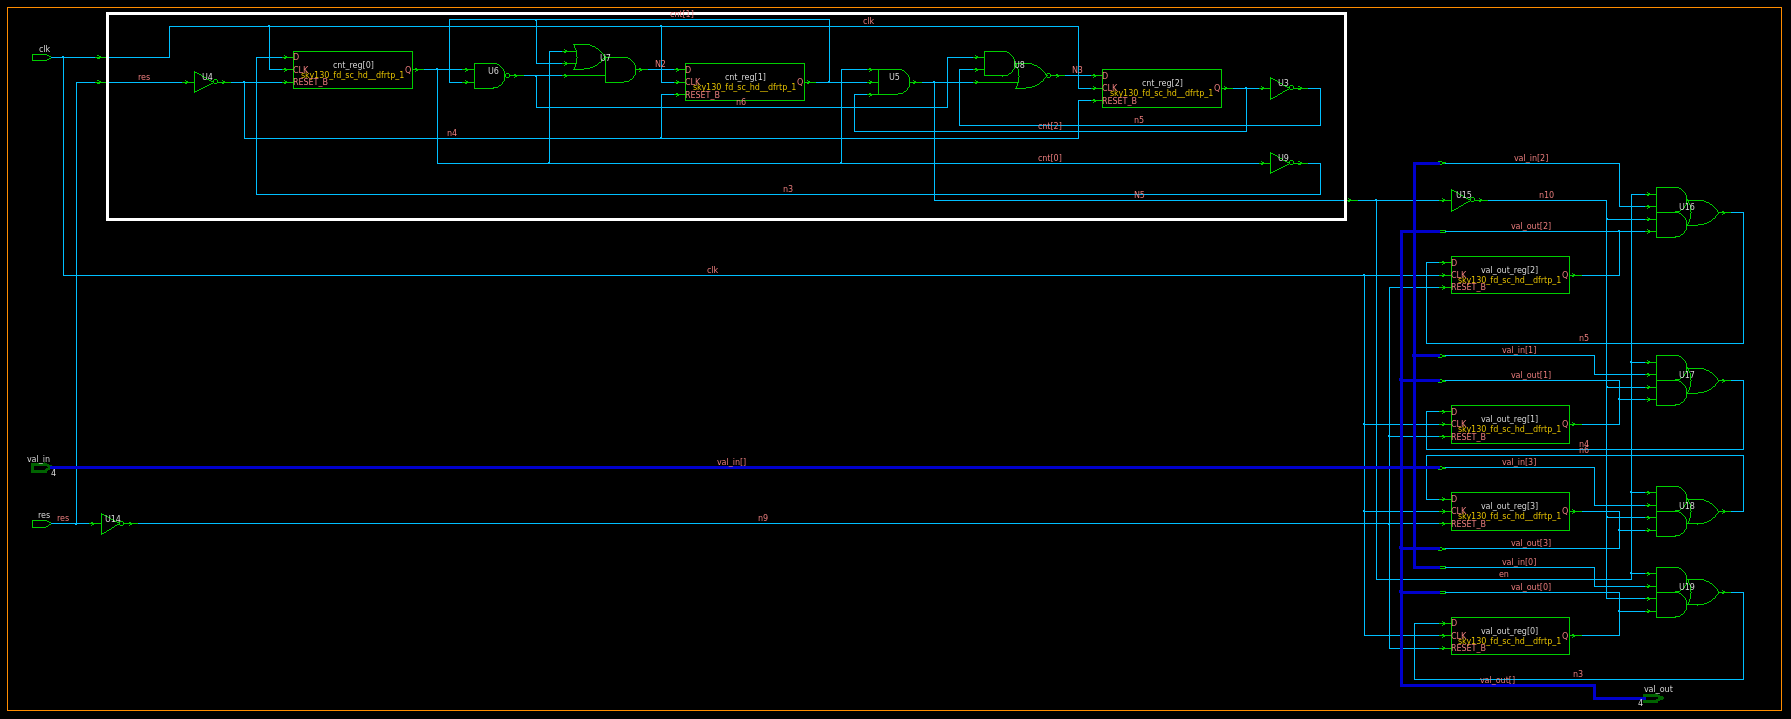 cnt[1]
clk
clk
res
U4
D
CLK
RESET_B
cnt_reg[0]
sky130_fd_sc_hd__dfrtp_1
Q
U6
U7
N2
D
CLK
RESET_B
cnt_reg[1]
sky130_fd_sc_hd__dfrtp_1
Q
n6
U5
U8
N3
D
CLK
RESET_B
cnt_reg[2]
sky130_fd_sc_hd__dfrtp_1
Q
U3
n5
cnt[2]
n4
cnt[0]
U9
n3
N5
val_in[2]
U15
n10
U16
val_out[2]
clk
D
CLK
RESET_B
val_out_reg[2]
sky130_fd_sc_hd__dfrtp_1
Q
n5
val_in[1]
val_out[1]
U17
D
CLK
RESET_B
val_out_reg[1]
sky130_fd_sc_hd__dfrtp_1
Q
n4
n6
val_in
4
val_in[]
val_in[3]
D
CLK
RESET_B
val_out_reg[3]
sky130_fd_sc_hd__dfrtp_1
Q
U18
res
res
U14
n9
val_out[3]
val_in[0]
en
val_out[0]
U19
D
CLK
RESET_B
val_out_reg[0]
sky130_fd_sc_hd__dfrtp_1
Q
n3
val_out[]
val_out
4